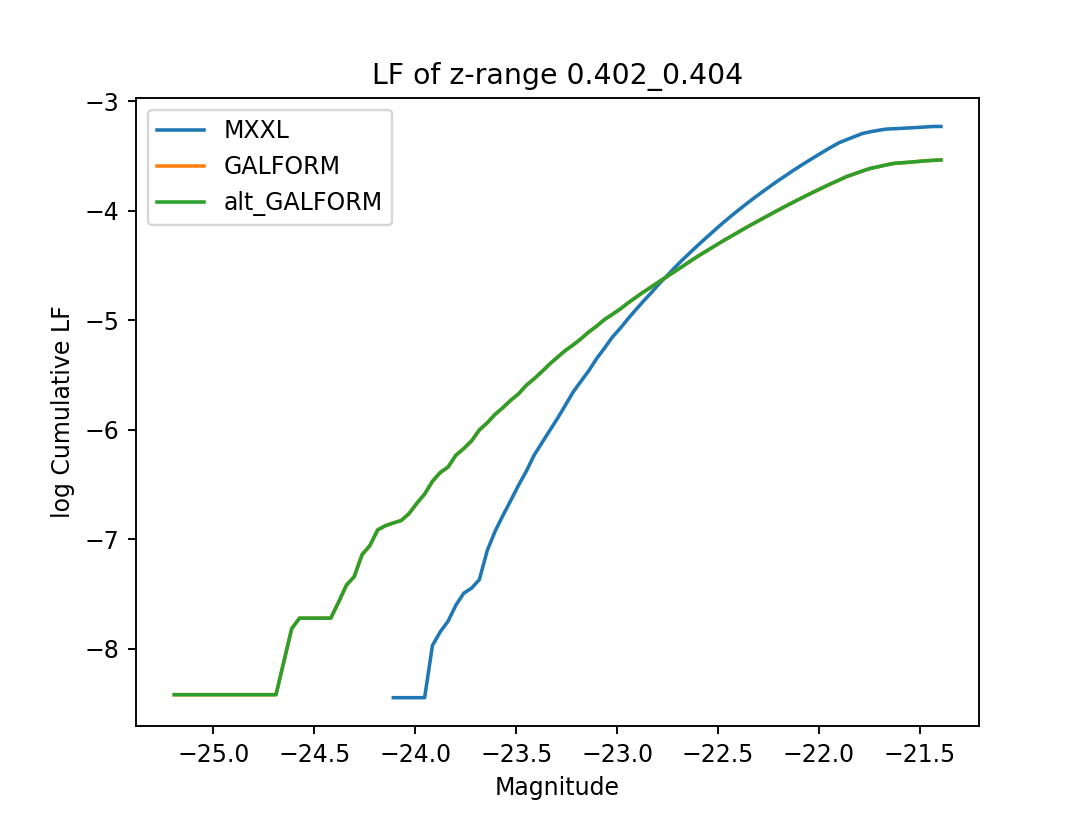 LF of z-range 0.402_0.404
MXXL
GALFORM
alt_GALFORM
log Cumulative LF
−3
−4
−5
−6
−7
−8
−25.0 −24.5 −24.0 −23.5 −23.0 −22.5 −22.0 −21.5
Magnitude